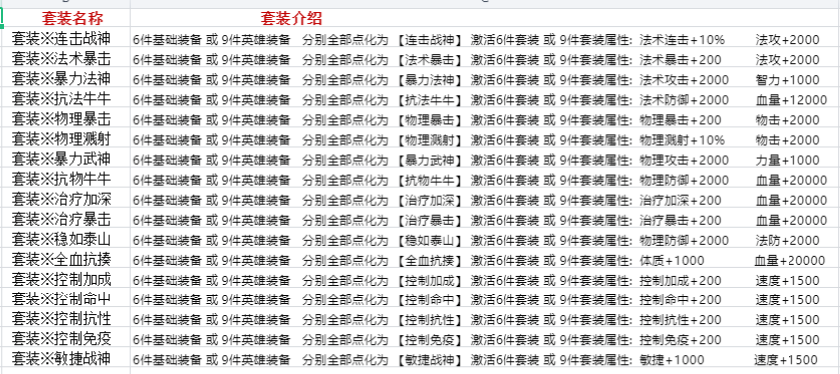 套装名称 套装介绍
套装※连击战神 6件基础装备 或 9件英雄装备 分别全部点化为 【连击战神】 激活6件套装 或 9件套装属性: 法术连击+10% 法攻+2000
套装※法术暴击 6件基础装备 或 9件英雄装备 分别全部点化为 【法术暴击】 激活6件套装 或 9件套装属性: 法术暴击+200 法攻+2000
套装※暴力法神 6件基础装备 或 9件英雄装备 分别全部点化为 【暴力法神】 激活6件套装 或 9件套装属性: 法术攻击+2000 智力+1000
套装※抗法牛牛 6件基础装备 或 9件英雄装备 分别全部点化为 【抗法牛牛】 激活6件套装 或 9件套装属性: 法术防御+2000 血量+12000
套装※物理暴击 6件基础装备 或 9件英雄装备 分别全部点化为 【物理暴击】 激活6件套装 或 9件套装属性: 物理暴击+200 物击+2000
套装※物理溅射 6件基础装备 或 9件英雄装备 分别全部点化为 【物理溅射】 激活6件套装 或 9件套装属性: 物理溅射+10% 物击+2000
套装※暴力武神 6件基础装备 或 9件英雄装备 分别全部点化为 【暴力武神】 激活6件套装 或 9件套装属性: 物理攻击+2000 力量+1000
套装※抗物牛牛 6件基础装备 或 9件英雄装备 分别全部点化为 【抗物牛牛】 激活6件套装 或 9件套装属性: 物理防御+2000 血量+20000
套装※治疗加深 6件基础装备 或 9件英雄装备 分别全部点化为 【治疗加深】 激活6件套装 或 9件套装属性: 治疗加深+200 血量+20000
套装※治疗暴击 6件基础装备 或 9件英雄装备 分别全部点化为 【治疗暴击】 激活6件套装 或 9件套装属性: 治疗暴击+200 血量+20000
套装※稳如泰山 6件基础装备 或 9件英雄装备 分别全部点化为 【稳如泰山】 激活6件套装 或 9件套装属性: 物理防御+2000 法防+2000
套装※全血抗揍 6件基础装备 或 9件英雄装备 分别全部点化为 【全血抗揍】 激活6件套装 或 9件套装属性: 体质+1000 血量+20000
套装※控制加成 6件基础装备 或 9件英雄装备 分别全部点化为 【控制加成】 激活6件套装 或 9件套装属性: 控制加成+200 速度+1500
套装※控制命中 6件基础装备 或 9件英雄装备 分别全部点化为 【控制命中】 激活6件套装 或 9件套装属性: 控制命中+200 速度+1500
套装※控制抗性 6件基础装备 或 9件英雄装备 分别全部点化为 【控制抗性】 激活6件套装 或 9件套装属性: 控制抗性+200 速度+1500
套装※控制免疫 6件基础装备 或 9件英雄装备 分别全部点化为 【控制免疫】 激活6件套装 或 9件套装属性: 控制免疫+200 速度+1500
套装※敏捷战神 6件基础装备 或 9件英雄装备 分别全部点化为 【敏捷战神】 激活6件套装 或 9件套装属性: 敏捷+1000 速度+1500